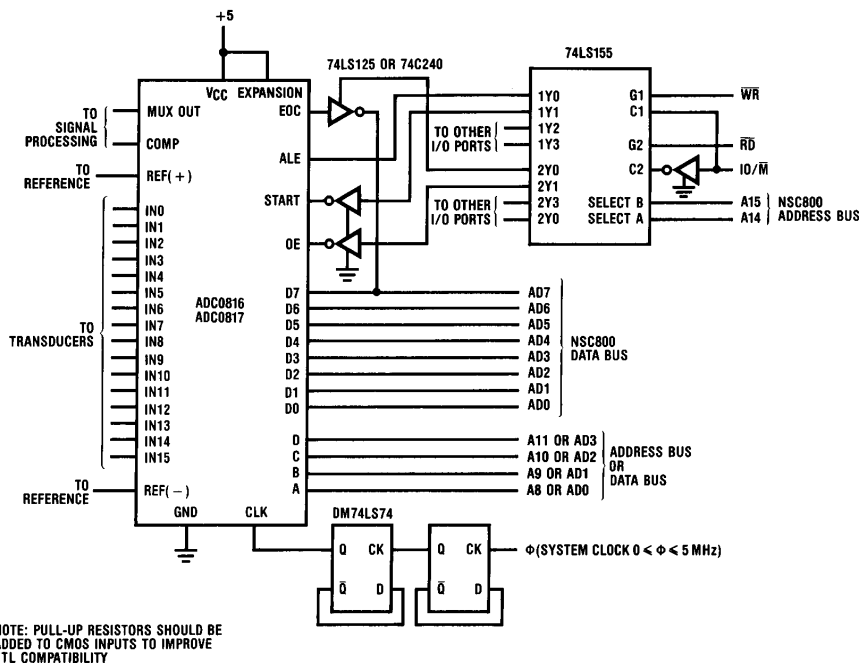 +5
74LS125 OR 74C240
74LS155
VCC EXPANSION
MUX OUT
EOC
TO
SIGNAL
PROCESSING
COMP
ALE
TO
REFERENCE
REF(+)
START
OE
1Y0
1Y1
1Y2
1Y3
TO OTHER
I/O PORTS
2Y0
2Y1
2Y3
2Y0
TO OTHER
I/O PORTS
G1
C1
G2
C2
SELECT B
SELECT A
W̅R̅
R̅D̅
IO/M̅
A15
A14
NSC800
ADDRESS BUS
IN0
IN1
IN2
IN3
IN4
IN5
IN6
IN7
IN8
IN9
IN10
IN11
IN12
IN13
IN14
IN15
TO
TRANSDUCERS
ADC0816
ADC0817
D7
D6
D5
D4
D3
D2
D1
D0
AD7
AD6
AD5
AD4
AD3
AD2
AD1
AD0
NSC800
DATA BUS
D
C
B
A
A11 OR AD3
A10 OR AD2
A9 OR AD1
A8 OR AD0
ADDRESS BUS
OR
DATA BUS
TO
REFERENCE
REF(−)
GND
CLK
DM74LS74
Q CK
Q̅ D
Q CK
Q̅ D
Φ(SYSTEM CLOCK 0 ≤ Φ ≤ 5 MHz)
NOTE: PULL-UP RESISTORS SHOULD BE
ADDED TO CMOS INPUTS TO IMPROVE
TTL COMPATIBILITY